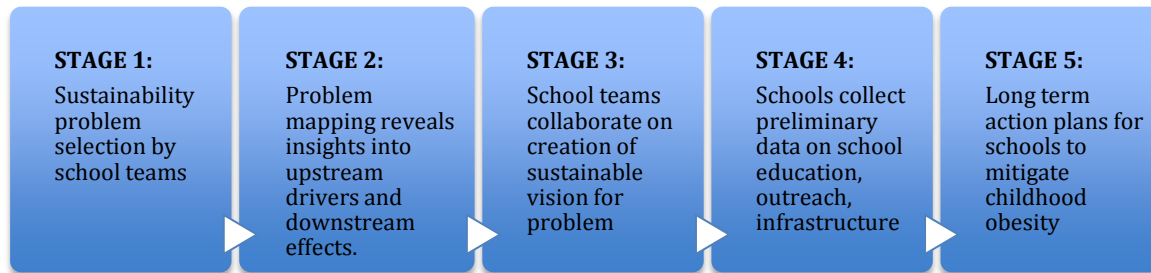 STAGE 1:
Sustainability
problem
selection by
school teams
STAGE 2:
Problem
mapping reveals
insights into
upstream
drivers and
downstream
effects.
STAGE 3:
School teams
collaborate on
creation of
sustainable
vision for
problem
STAGE 4:
Schools collect
preliminary
data on school
education,
outreach,
infrastructure
STAGE 5:
Long term
action plans for
schools to
mitigate
childhood
obesity